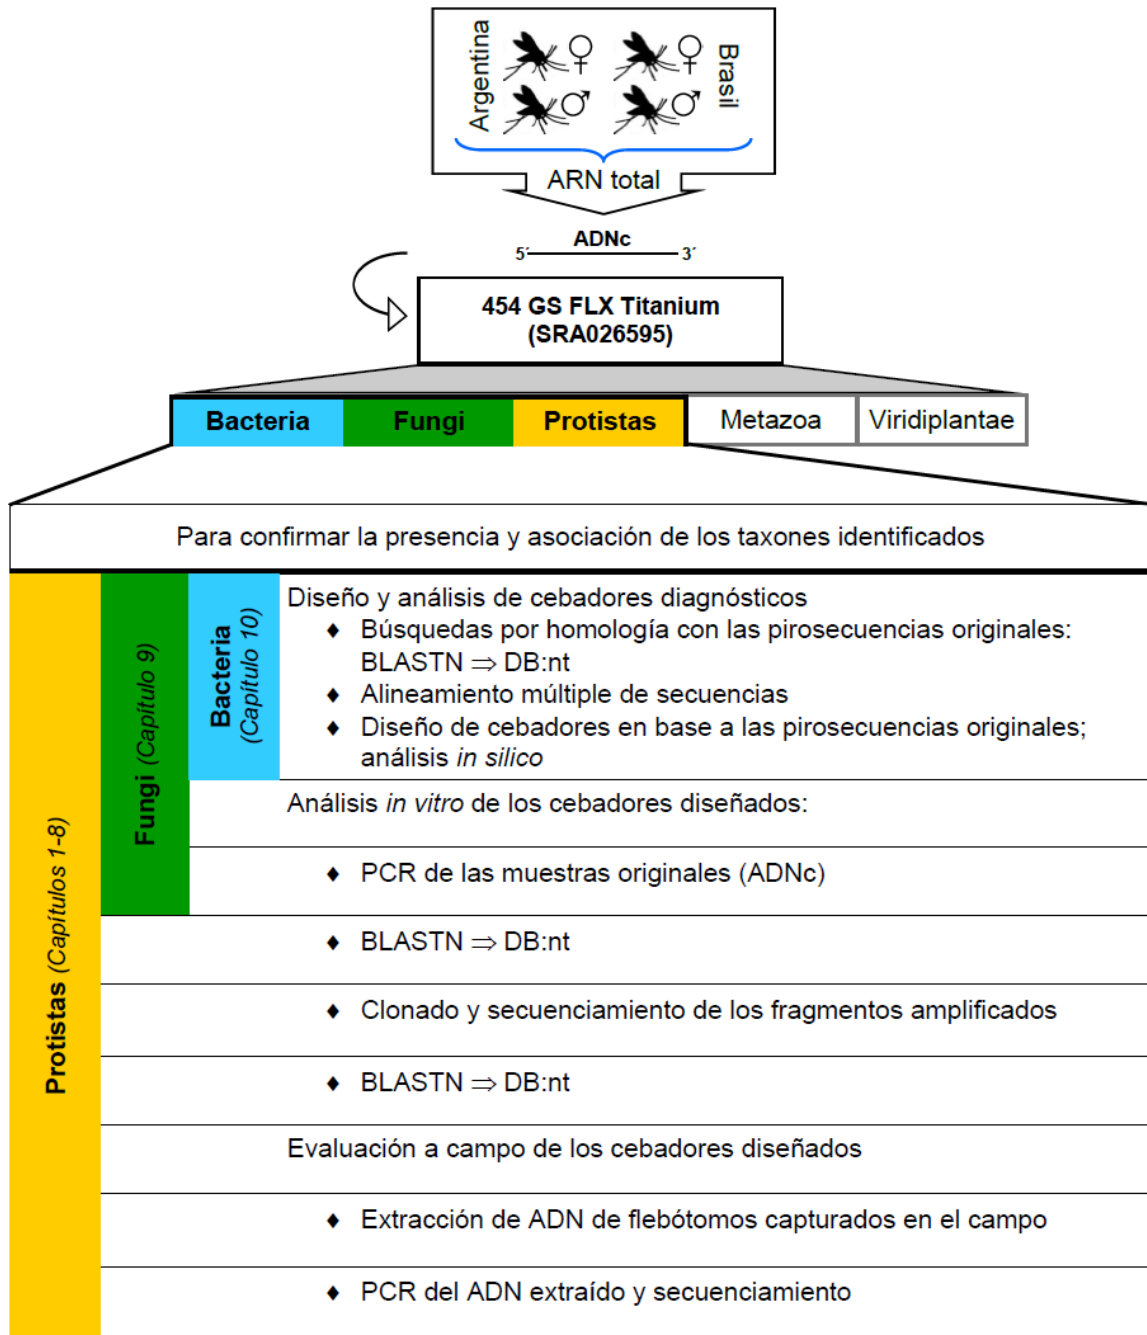 Argentina
♀ ♀
♂ ♂
Brasil
ARN total
ADNc
5´ 3´
454 GS FLX Titanium
(SRA026595)
Bacteria Fungi Protistas Metazoa Viridiplantae
Para confirmar la presencia y asociación de los taxones identificados
Protistas (Capítulos 1-8)
Fungi (Capítulo 9)
Bacteria
(Capítulo 10)
Diseño y análisis de cebadores diagnósticos
♦ Búsquedas por homología con las pirosecuencias originales:
BLASTN ⇒ DB:nt
♦ Alineamiento múltiple de secuencias
♦ Diseño de cebadores en base a las pirosecuencias originales;
análisis in silico
Análisis in vitro de los cebadores diseñados:
♦ PCR de las muestras originales (ADNc)
♦ BLASTN ⇒ DB:nt
♦ Clonado y secuenciamiento de los fragmentos amplificados
♦ BLASTN ⇒ DB:nt
Evaluación a campo de los cebadores diseñados
♦ Extracción de ADN de flebótomos capturados en el campo
♦ PCR del ADN extraído y secuenciamiento